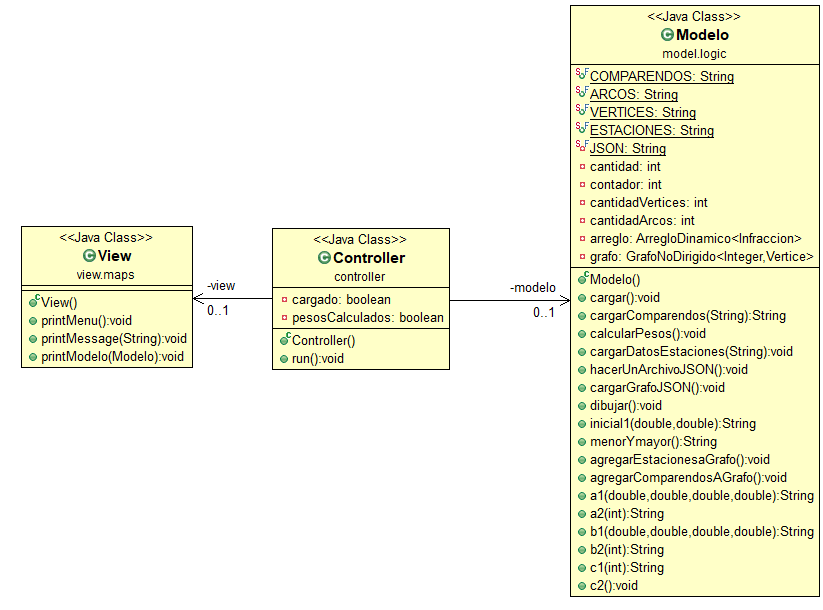 <<Java Class>>
View
view.maps
View()
printMenu():void
printMessage(String):void
printModelo(Modelo):void
-view
0..1
<<Java Class>>
Controller
controller
cargado: boolean
pesosCalculados: boolean
Controller()
run():void
-modelo
0..1
<<Java Class>>
Modelo
model.logic
COMPARENDOS: String
ARCOS: String
VERTICES: String
ESTACIONES: String
JSON: String
cantidad: int
contador: int
cantidadVertices: int
cantidadArcos: int
arreglo: ArregloDinamico<Infraccion>
grafo: GrafoNoDirigido<Integer,Vertice>
Modelo()
cargar():void
cargarComparendos(String):String
calcularPesos():void
cargarDatosEstaciones(String):void
hacerUnArchivoJSON():void
cargarGrafoJSON():void
dibujar():void
inicial1(double,double):String
menorYmayor():String
agregarEstacionesaGrafo():void
agregarComparendosAGrafo():void
a1(double,double,double,double):String
a2(int):String
b1(double,double,double,double):String
b2(int):String
c1(int):String
c2():void